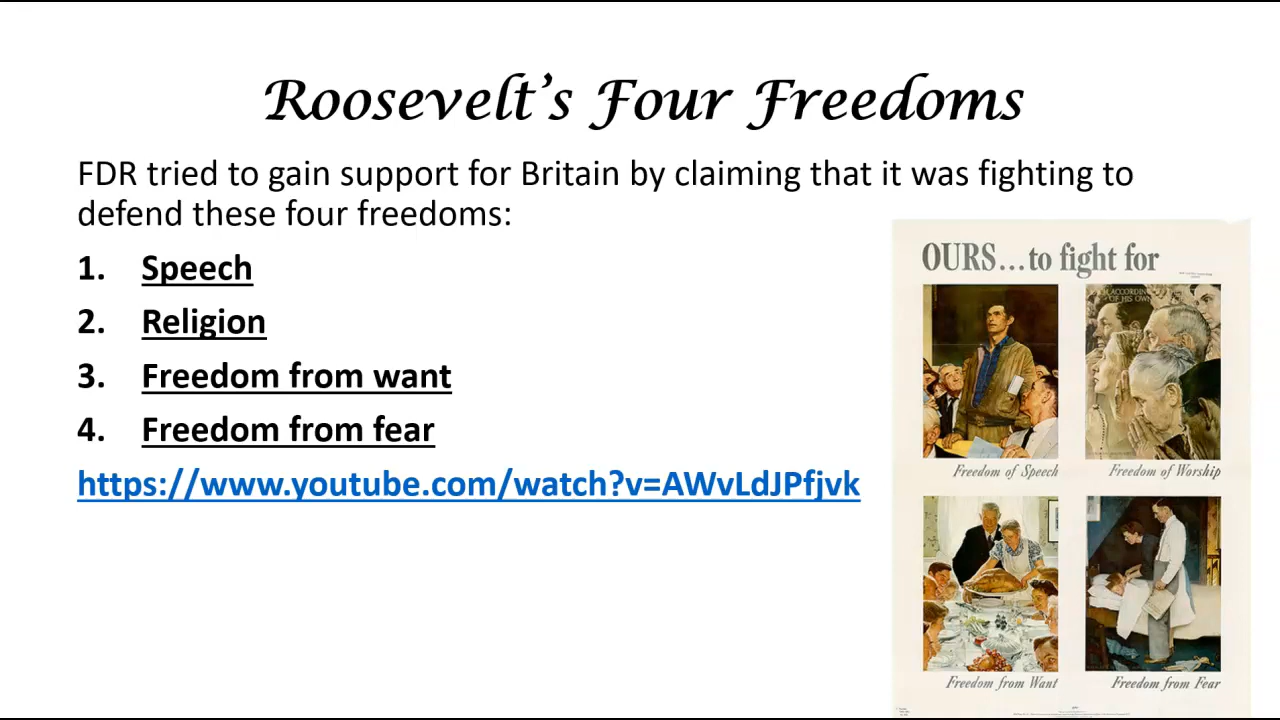 Roosevelt's Four Freedoms
FDR tried to gain support for Britain by claiming that it was fighting to
defend these four freedoms:
1. Speech
2. Religion
3. Freedom from want
4. Freedom from fear
https://www.youtube.com/watch?v=AWvLdJPfjvk
OURS...to fight for
Freedom of Speech
Freedom of Worship
Freedom from Want
Freedom from Fear